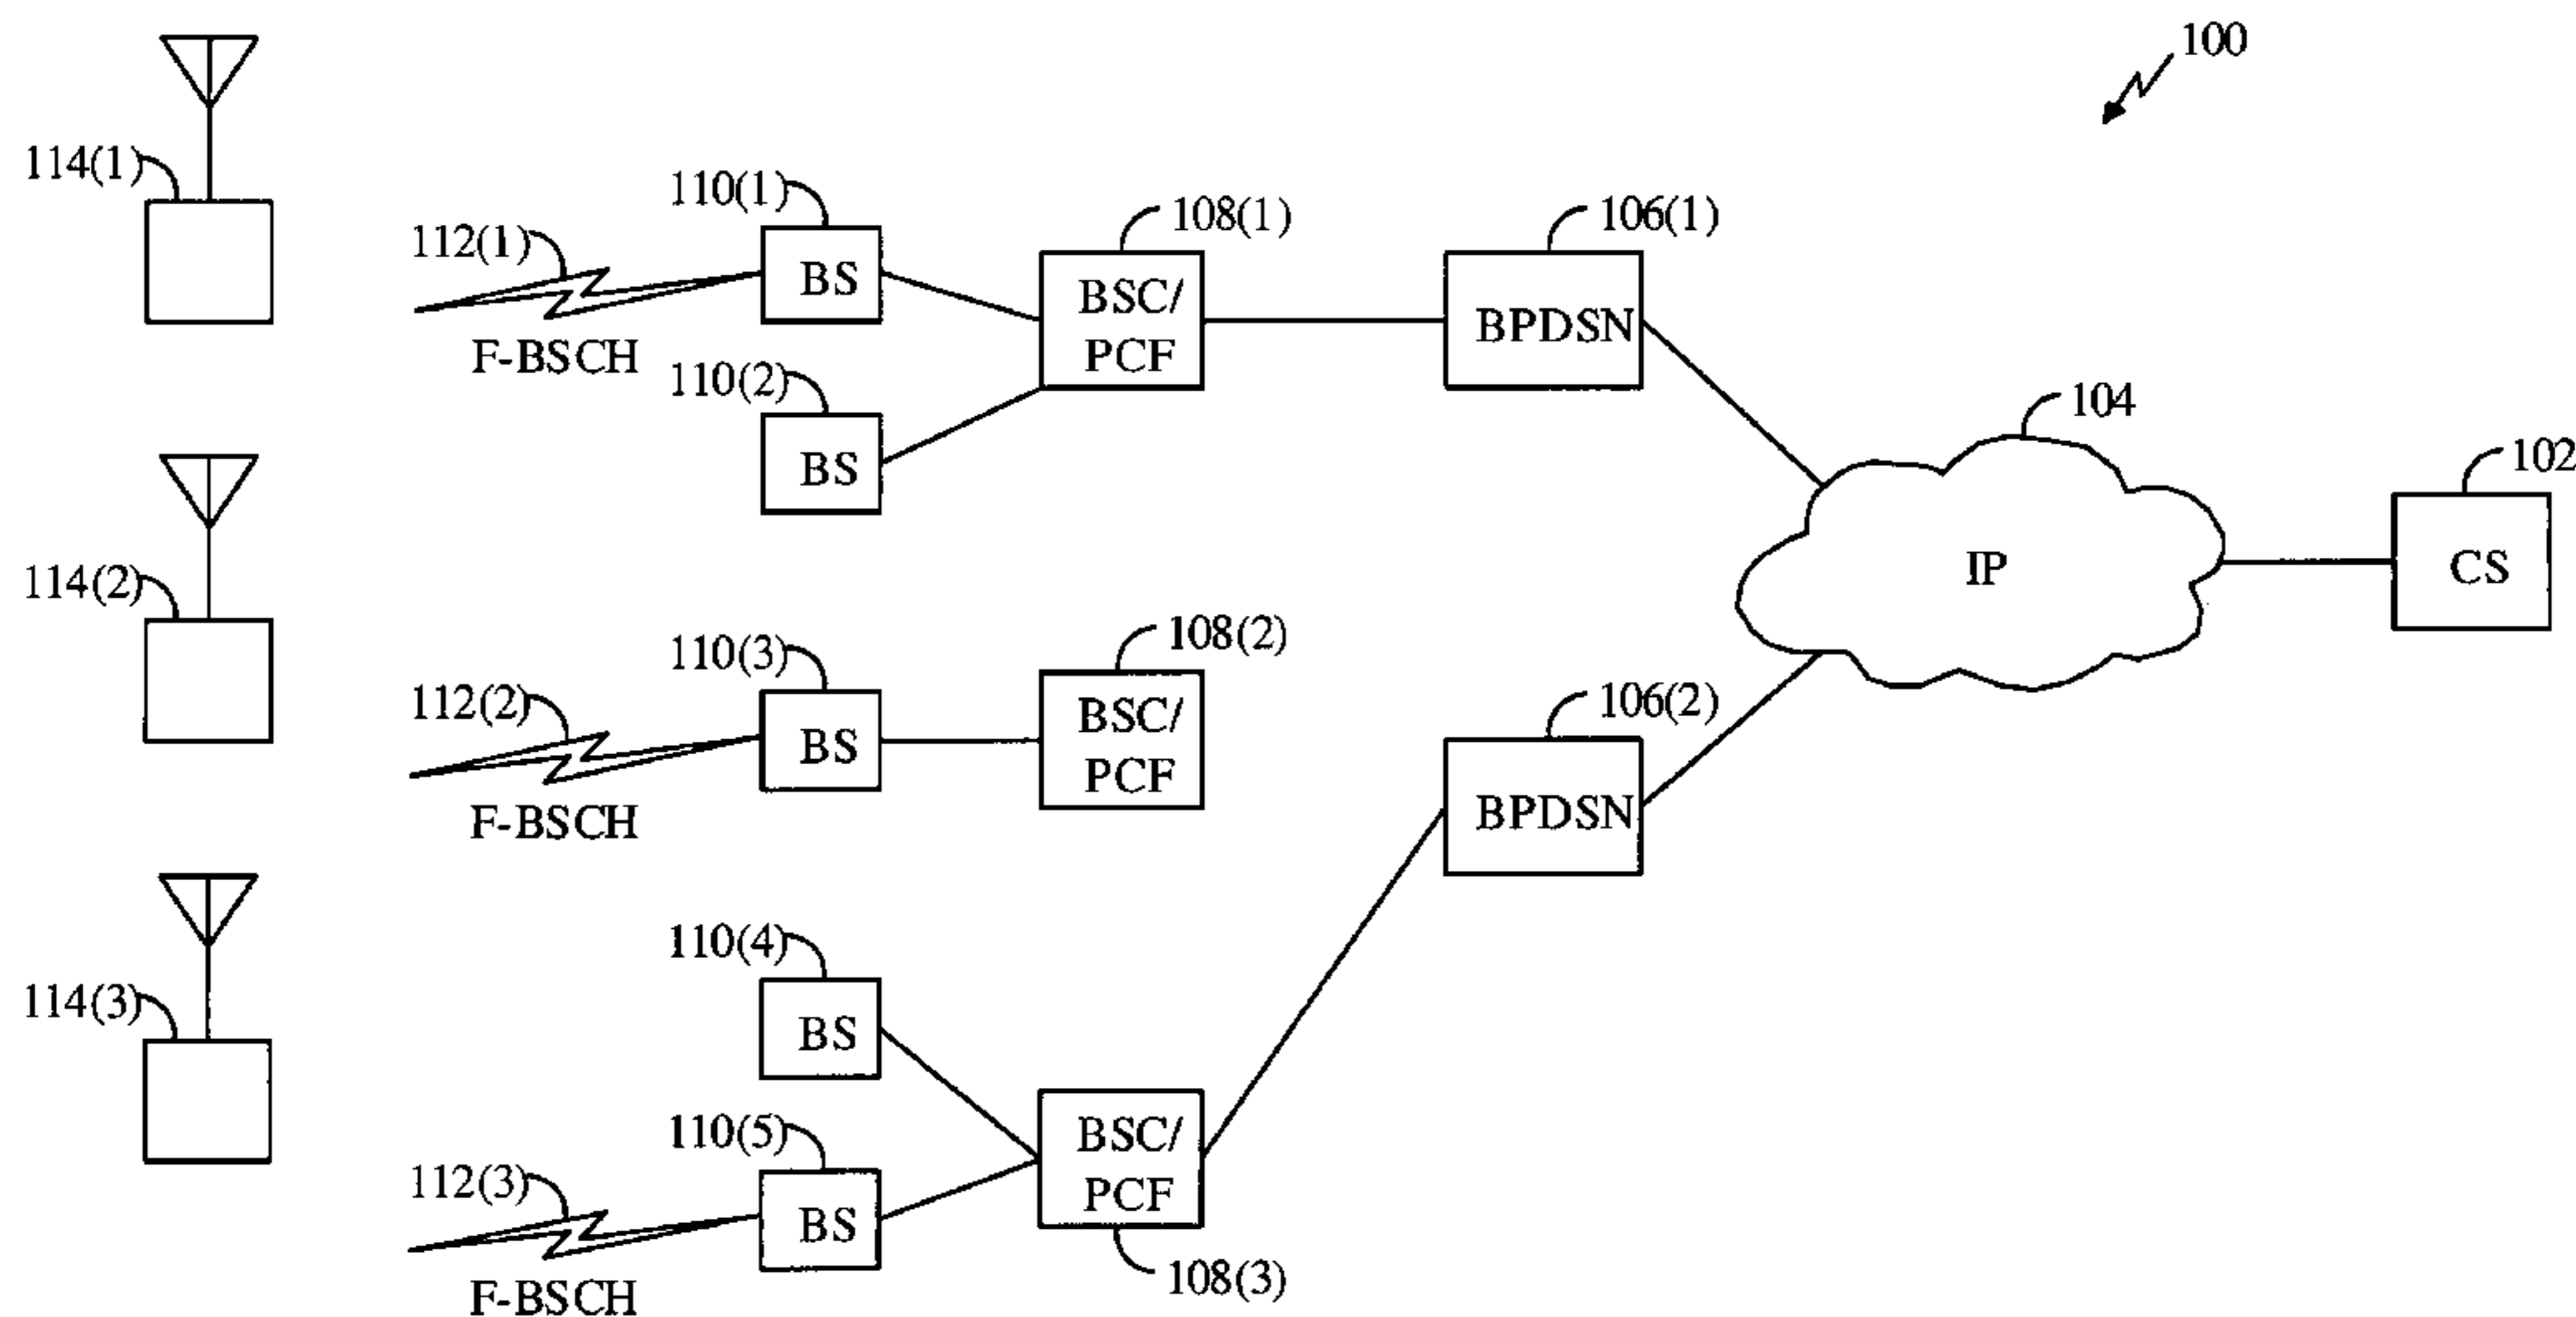 100
114(1)
110(1)
108(1)
106(1)
112(1)
BS
BSC/
PCF
BPDSN
F-BSCH
110(2)
BS
104
102
IP
CS
114(2)
110(3)
108(2)
112(2)
BS
BSC/
PCF
F-BSCH
106(2)
BPDSN
114(3)
110(4)
BS
110(5)
BSC/
PCF
112(3)
BS
F-BSCH
108(3)